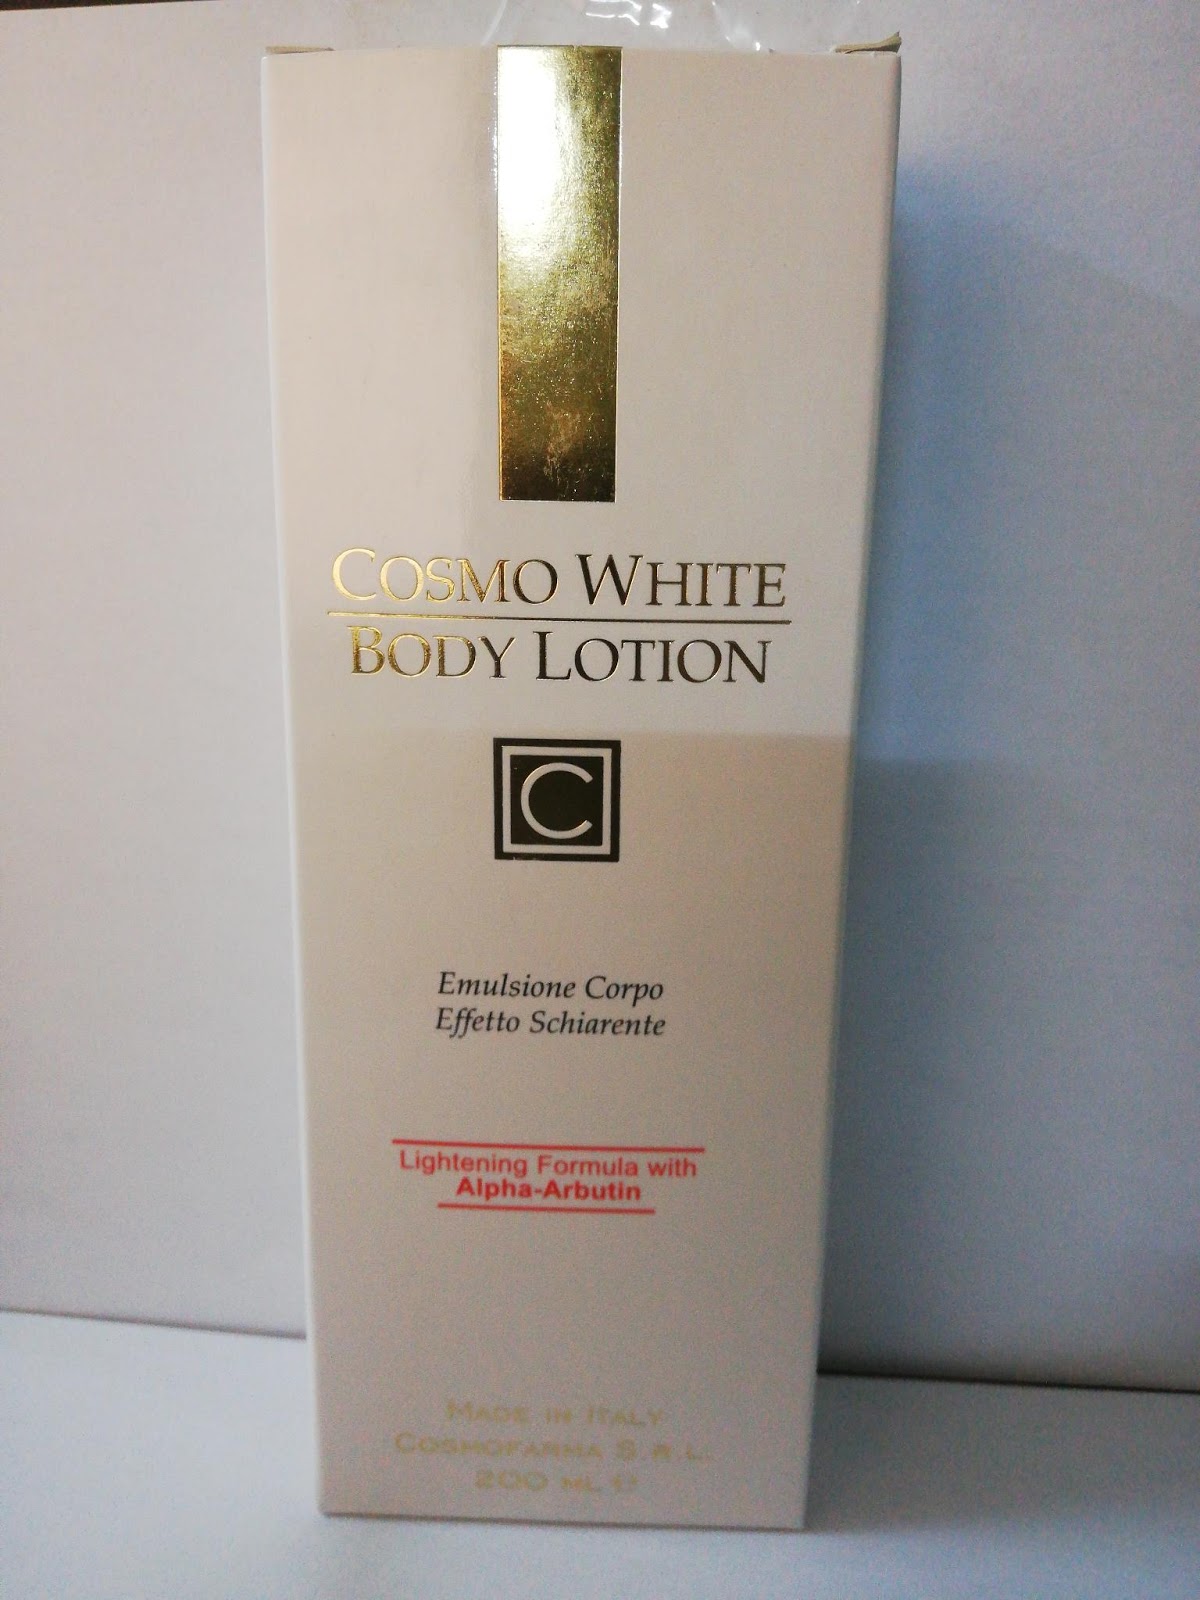 COSMO WHITE
BODY LOTION
C
Emulsione Corpo
Effetto Schiarente
Lightening Formula with
Alpha-Arbutin
MADE IN ITALY
COSMOFARMA S.R.L.
200 mL ℮